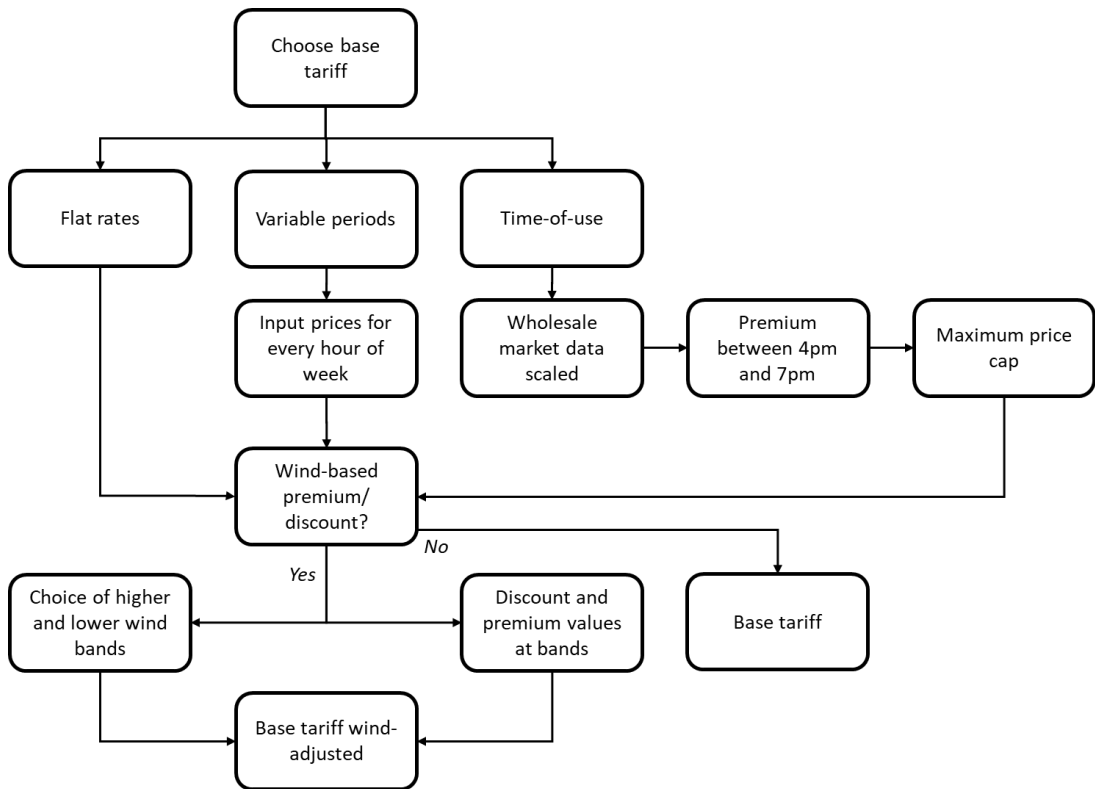 Choose base
tariff
Flat rates
Variable periods
Time-of-use
Input prices for
every hour of
week
Wholesale
market data
scaled
Premium
between 4pm
and 7pm
Maximum price
cap
Wind-based
premium/
discount?
No
Yes
Choice of higher
and lower wind
bands
Discount and
premium values
at bands
Base tariff
Base tariff wind-
adjusted